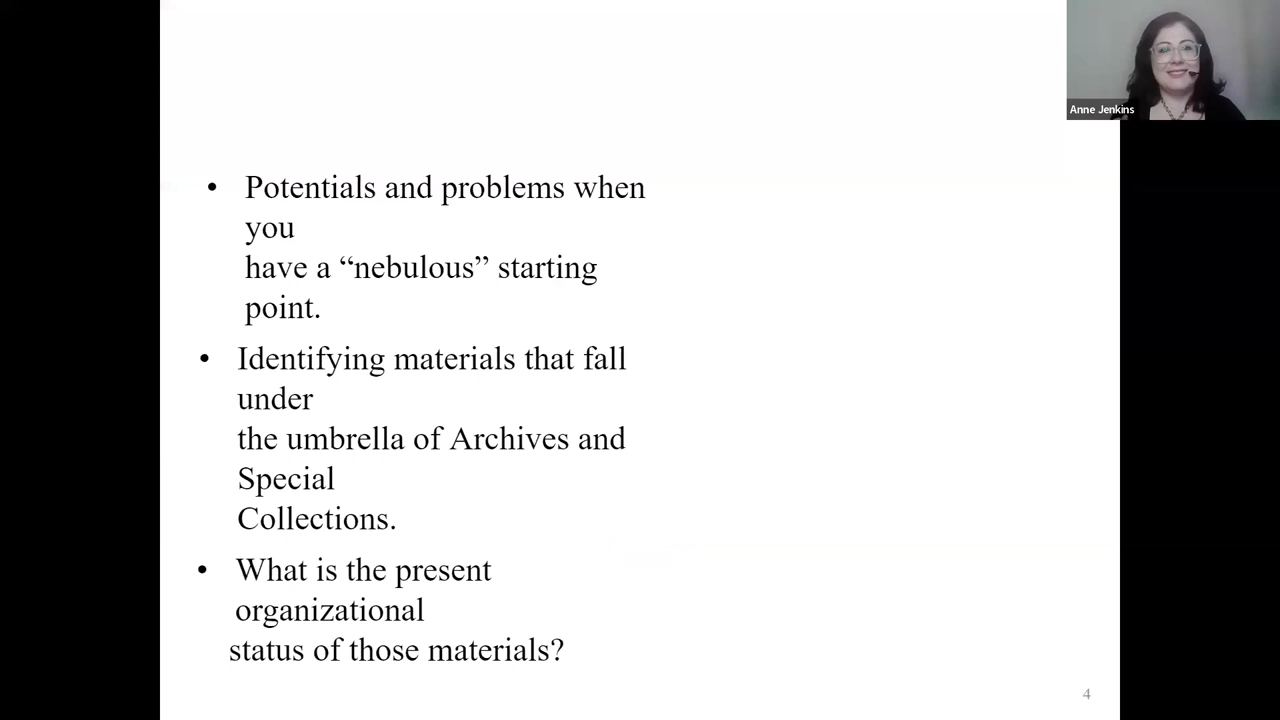 Anne Jenkins
• Potentials and problems when
you
have a “nebulous” starting
point.
• Identifying materials that fall
under
the umbrella of Archives and
Special
Collections.
• What is the present
organizational
status of those materials?
4